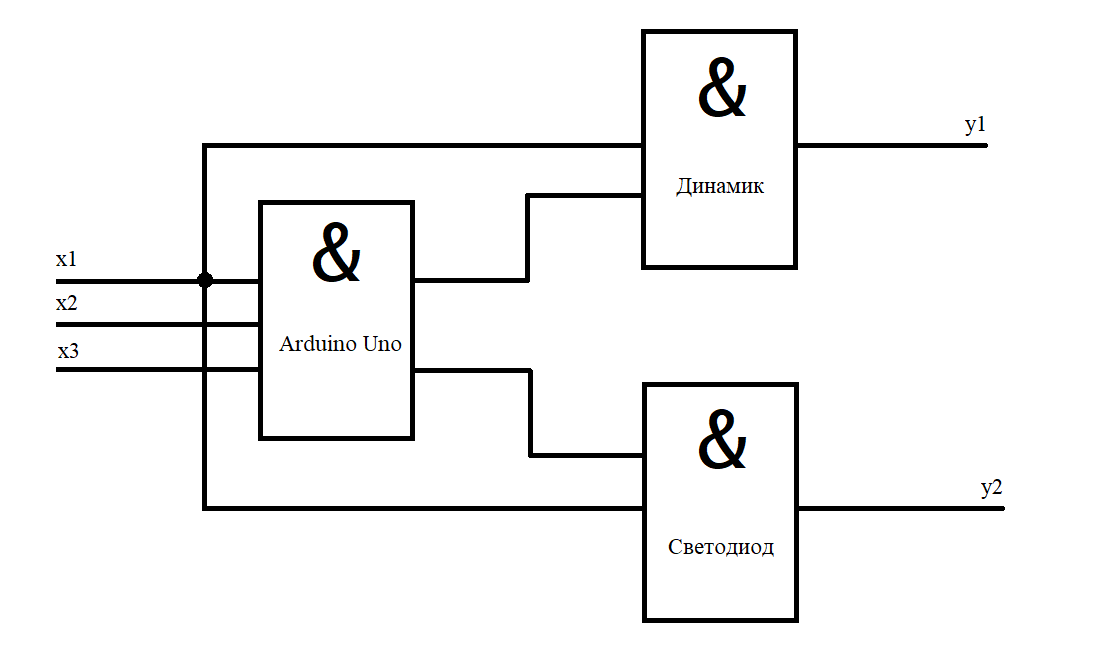 &
Динамик
y1
x1
x2
x3
&
Arduino Uno
&
Светодиод
y2